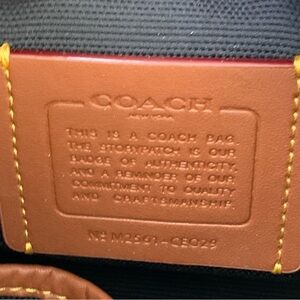 COACH
NEW YORK
THIS IS A COACH BAG.
THE STORYPATCH IS OUR
BADGE OF AUTHENTICITY
AND A REMINDER OF OUR
COMMITMENT TO QUALITY
AND CRAFTSMANSHIP.
Nº